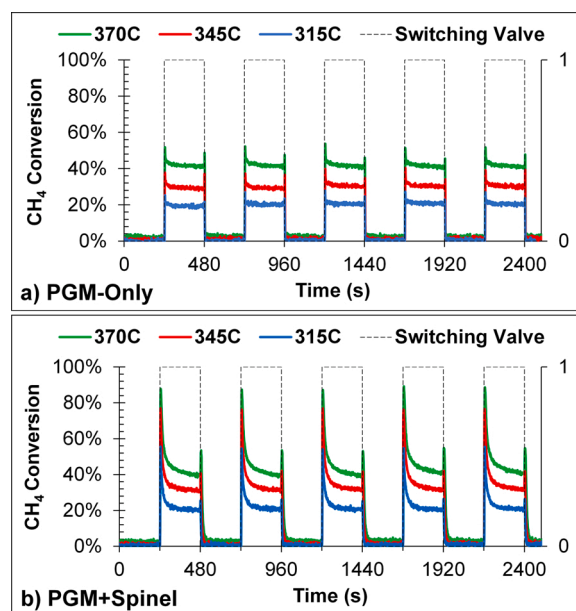 370C 345C 315C Switching Valve
100% 1
80%
60%
CH₄ Conversion
40%
20%
0% 0
0 480 960 1440 1920 2400
Time (s)
a) PGM-Only
370C 345C 315C Switching Valve
100% 1
80%
60%
CH₄ Conversion
40%
20%
0% 0
0 480 960 1440 1920 2400
Time (s)
b) PGM+Spinel